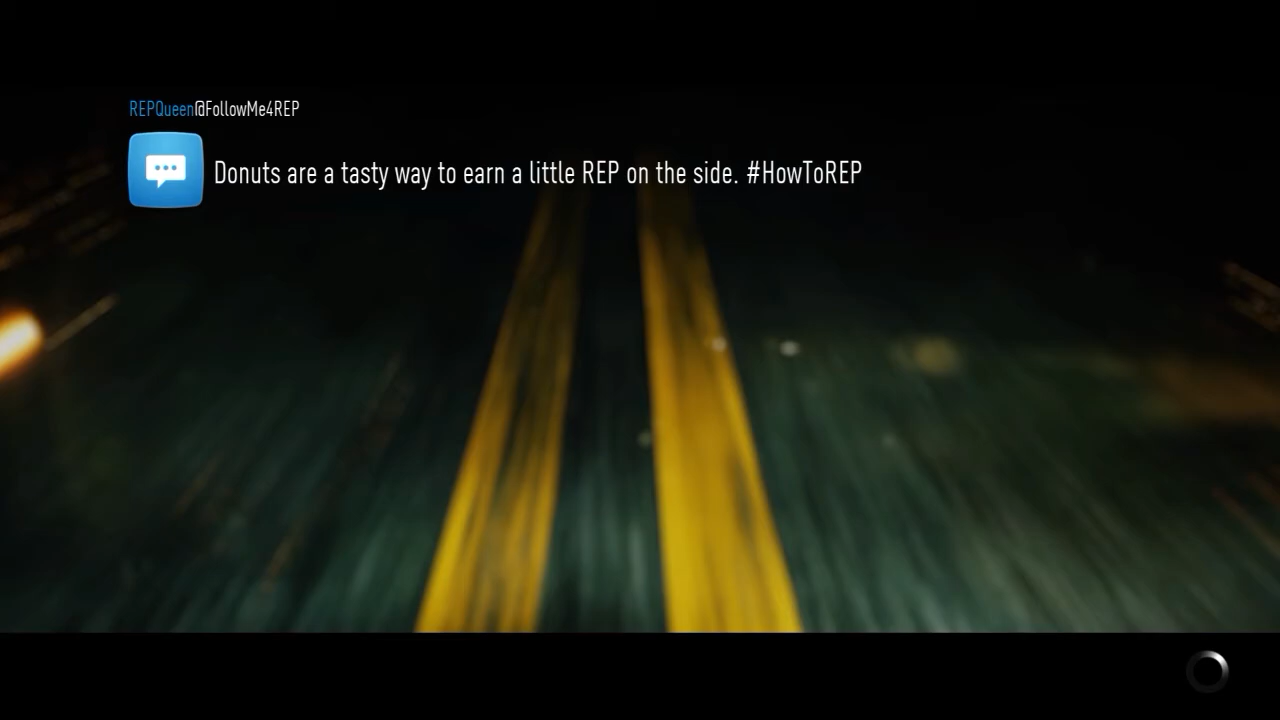 REPQueen@FollowMe4REP
Donuts are a tasty way to earn a little REP on the side. #HowToREP